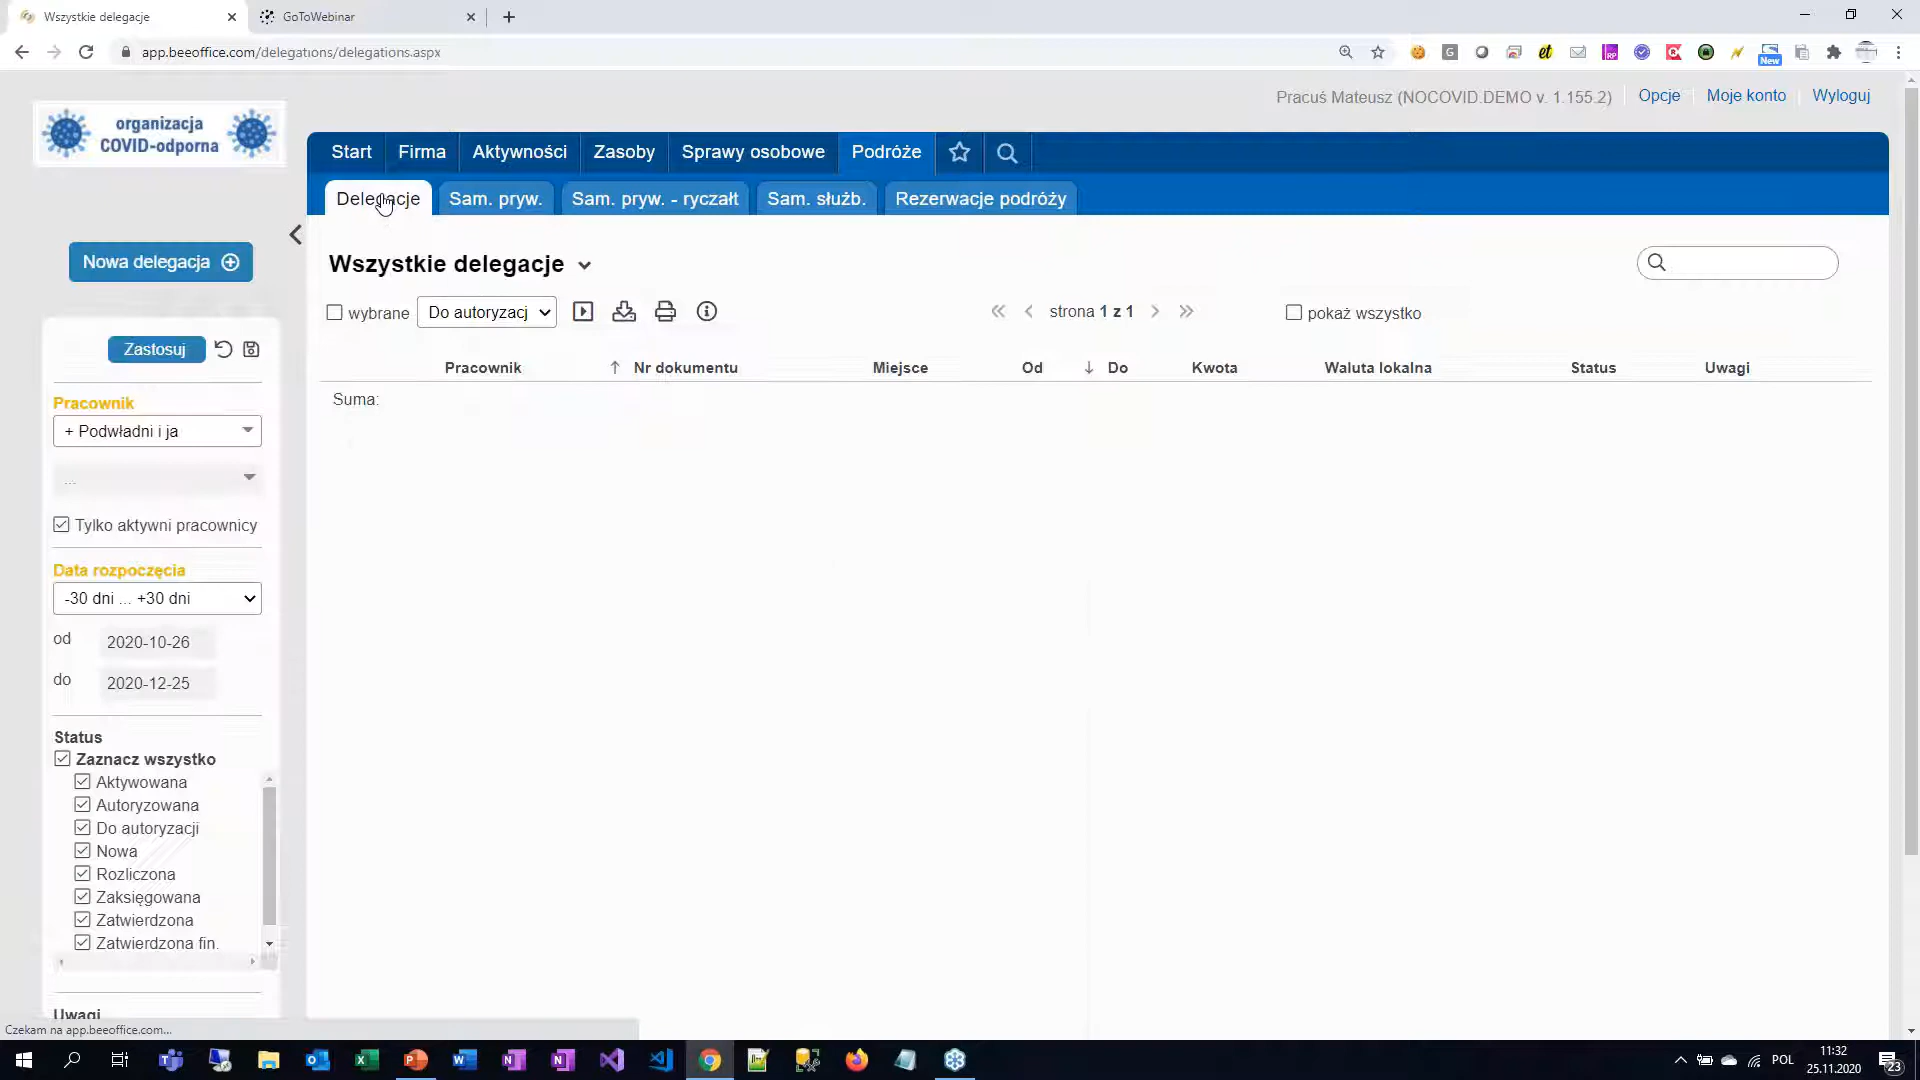 Wszystkie delegacje
GoToWebinar
app.beeoffice.com/delegations/delegations.aspx
New
organizacja
COVID-odporna
Pracuś Mateusz (NOCOVID.DEMO v. 1.155.2)
Opcje
Moje konto
Wyloguj
Start
Firma
Aktywności
Zasoby
Sprawy osobowe
Podróże
Delegacje
Sam. pryw.
Sam. pryw. - ryczałt
Sam. służb.
Rezerwacje podróży
Nowa delegacja
Wszystkie delegacje
wybrane
Do autoryzacj
strona 1 z 1
pokaż wszystko
Pracownik
Nr dokumentu
Miejsce
Od
Do
Kwota
Waluta lokalna
Status
Uwagi
Suma:
Zastosuj
Pracownik
+ Podwładni i ja
...
Tylko aktywni pracownicy
Data rozpoczęcia
-30 dni ... +30 dni
od
2020-10-26
do
2020-12-25
Status
Zaznacz wszystko
Aktywowana
Autoryzowana
Do autoryzacji
Nowa
Rozliczona
Zaksięgowana
Zatwierdzona
Zatwierdzona fin.
Uwagi
Czekam na app.beeoffice.com...
POL
11:32
25.11.2020
23